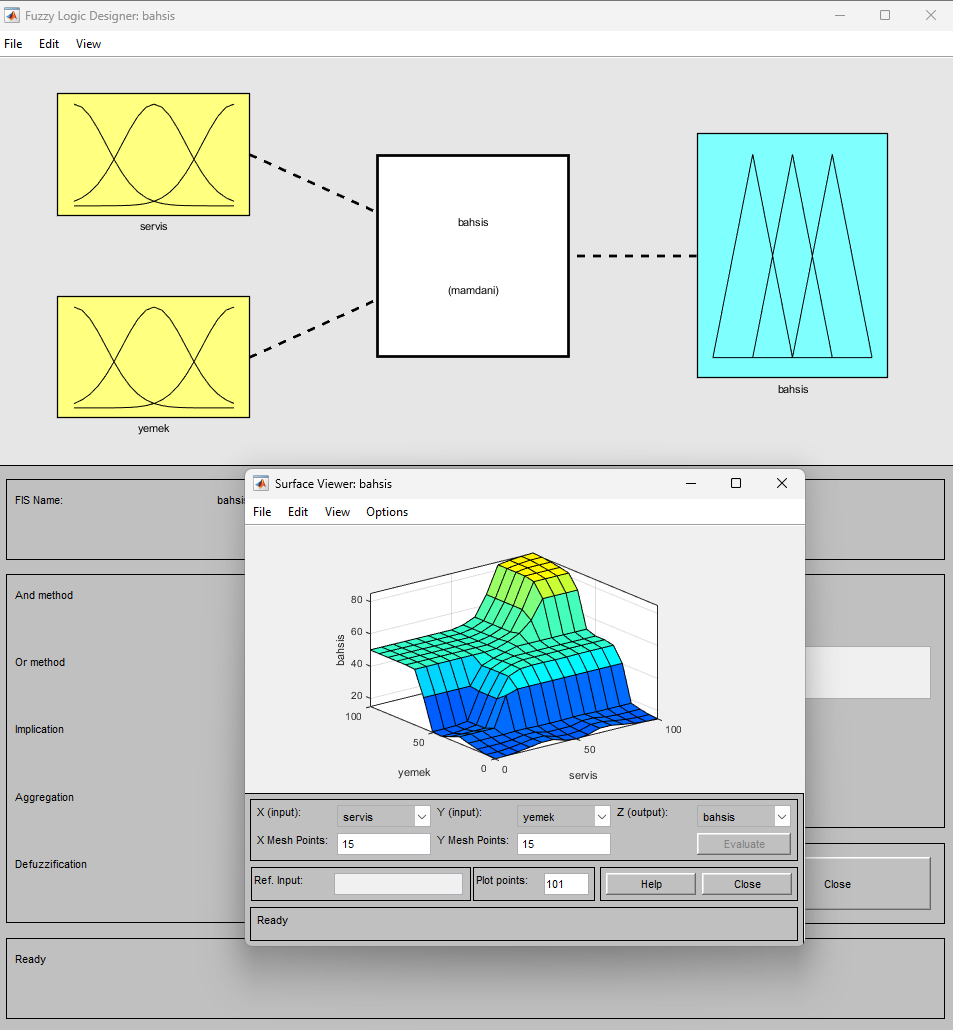 Fuzzy Logic Designer: bahsis
File Edit View
servis
bahsis
(mamdani)
yemek
bahsis
FIS Name: bahsis
And method
Or method
Implication
Aggregation
Defuzzification
Close
Ready
Surface Viewer: bahsis
File Edit View Options
80
60
40
20
bahsis
100
50
0
yemek
0
50
100
servis
X (input): servis Y (input): yemek Z (output): bahsis
X Mesh Points: 15 Y Mesh Points: 15 Evaluate
Ref. Input: Plot points: 101 Help Close
Ready